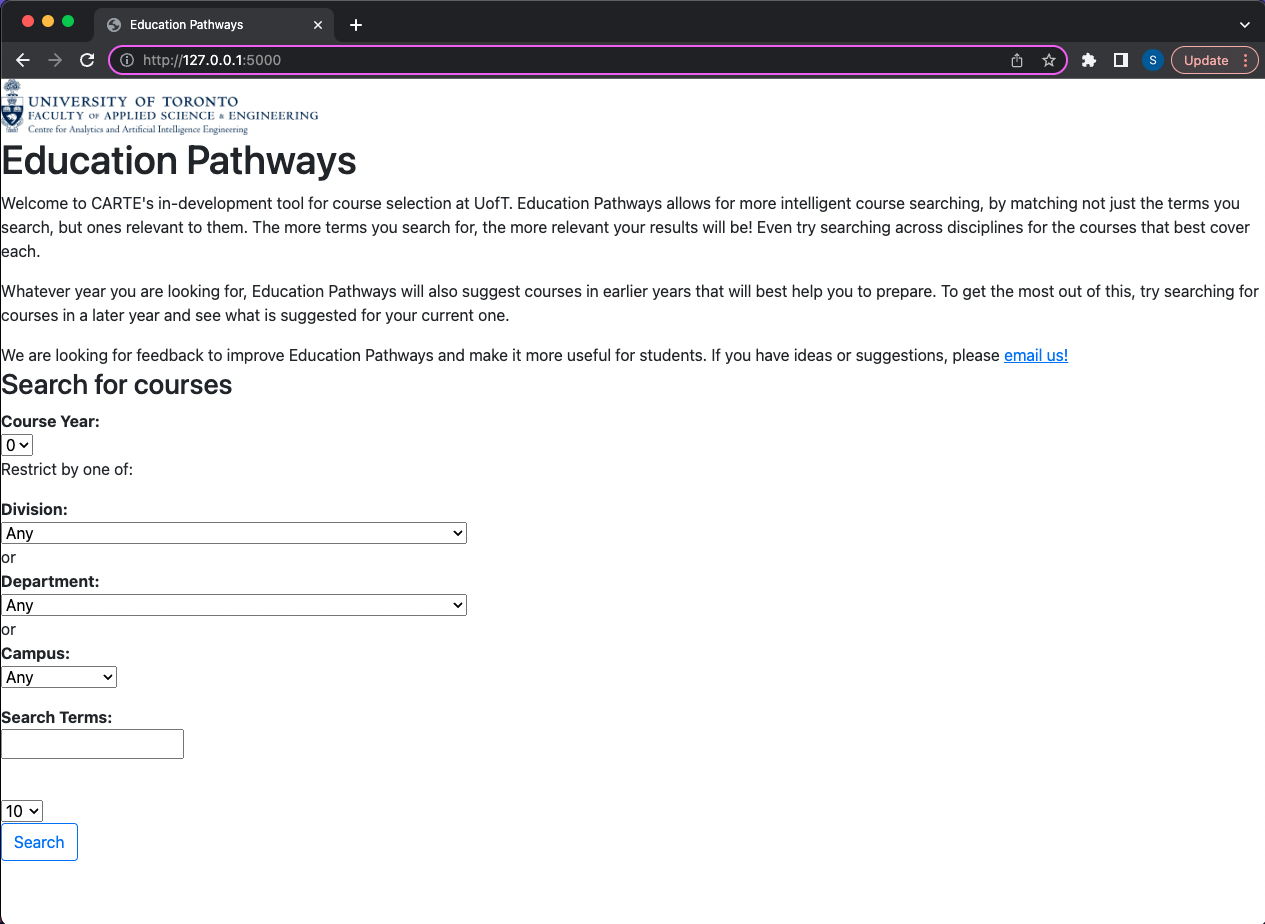 Education Pathways
http://127.0.0.1:5000
S
Update
UNIVERSITY OF TORONTO
FACULTY OF APPLIED SCIENCE & ENGINEERING
Centre for Analytics and Artificial Intelligence Engineering
Education Pathways
Welcome to CARTE's in-development tool for course selection at UofT. Education Pathways allows for more intelligent course searching, by matching not just the terms you
search, but ones relevant to them. The more terms you search for, the more relevant your results will be! Even try searching across disciplines for the courses that best cover
each.
Whatever year you are looking for, Education Pathways will also suggest courses in earlier years that will best help you to prepare. To get the most out of this, try searching for
courses in a later year and see what is suggested for your current one.
We are looking for feedback to improve Education Pathways and make it more useful for students. If you have ideas or suggestions, please email us!
Search for courses
Course Year:
0
Restrict by one of:
Division:
Any
or
Department:
Any
or
Campus:
Any
Search Terms:
10
Search